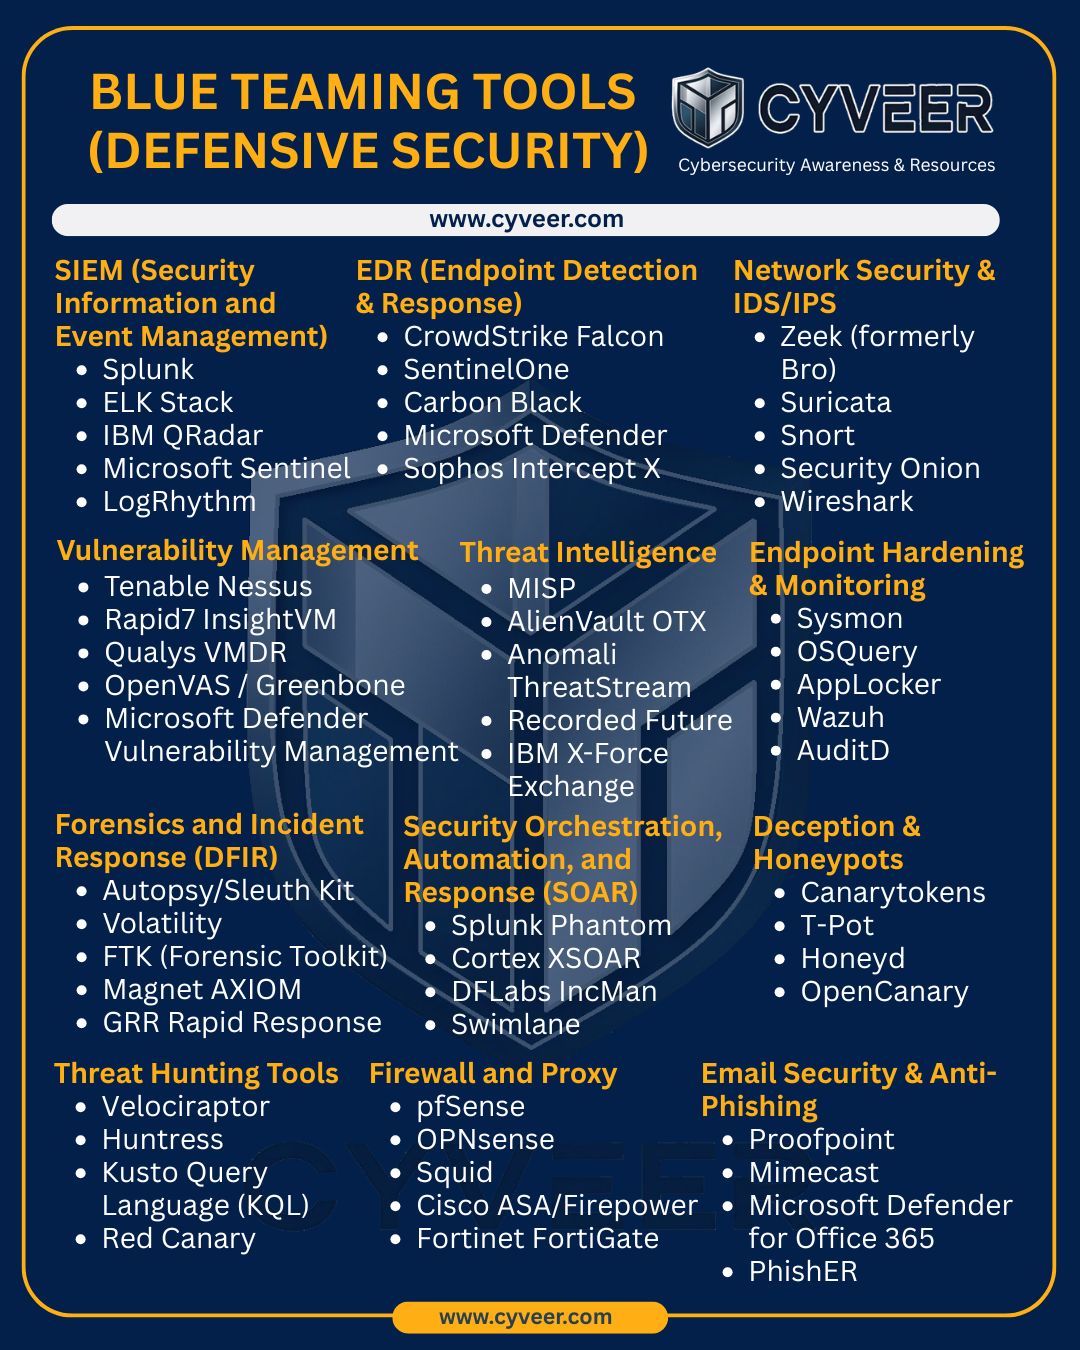 BLUE TEAMING TOOLS
(DEFENSIVE SECURITY)
CYVEER
Cybersecurity Awareness & Resources
www.cyveer.com
SIEM (Security
Information and
Event Management)
• Splunk
• ELK Stack
• IBM QRadar
• Microsoft Sentinel
• LogRhythm
EDR (Endpoint Detection
& Response)
• CrowdStrike Falcon
• SentinelOne
• Carbon Black
• Microsoft Defender
• Sophos Intercept X
Network Security &
IDS/IPS
• Zeek (formerly
Bro)
• Suricata
• Snort
• Security Onion
• Wireshark
Vulnerability Management
• Tenable Nessus
• Rapid7 InsightVM
• Qualys VMDR
• OpenVAS / Greenbone
• Microsoft Defender
Vulnerability Management
Threat Intelligence
• MISP
• AlienVault OTX
• Anomali
ThreatStream
• Recorded Future
• IBM X-Force
Exchange
Endpoint Hardening
& Monitoring
• Sysmon
• OSQuery
• AppLocker
• Wazuh
• AuditD
Forensics and Incident
Response (DFIR)
• Autopsy/Sleuth Kit
• Volatility
• FTK (Forensic Toolkit)
• Magnet AXIOM
• GRR Rapid Response
Security Orchestration,
Automation, and
Response (SOAR)
• Splunk Phantom
• Cortex XSOAR
• DFLabs IncMan
• Swimlane
Deception &
Honeypots
• Canarytokens
• T-Pot
• Honeyd
• OpenCanary
Threat Hunting Tools
• Velociraptor
• Huntress
• Kusto Query
Language (KQL)
• Red Canary
Firewall and Proxy
• pfSense
• OPNsense
• Squid
• Cisco ASA/Firepower
• Fortinet FortiGate
Email Security & Anti-
Phishing
• Proofpoint
• Mimecast
• Microsoft Defender
for Office 365
• PhishER
CYVEER
www.cyveer.com